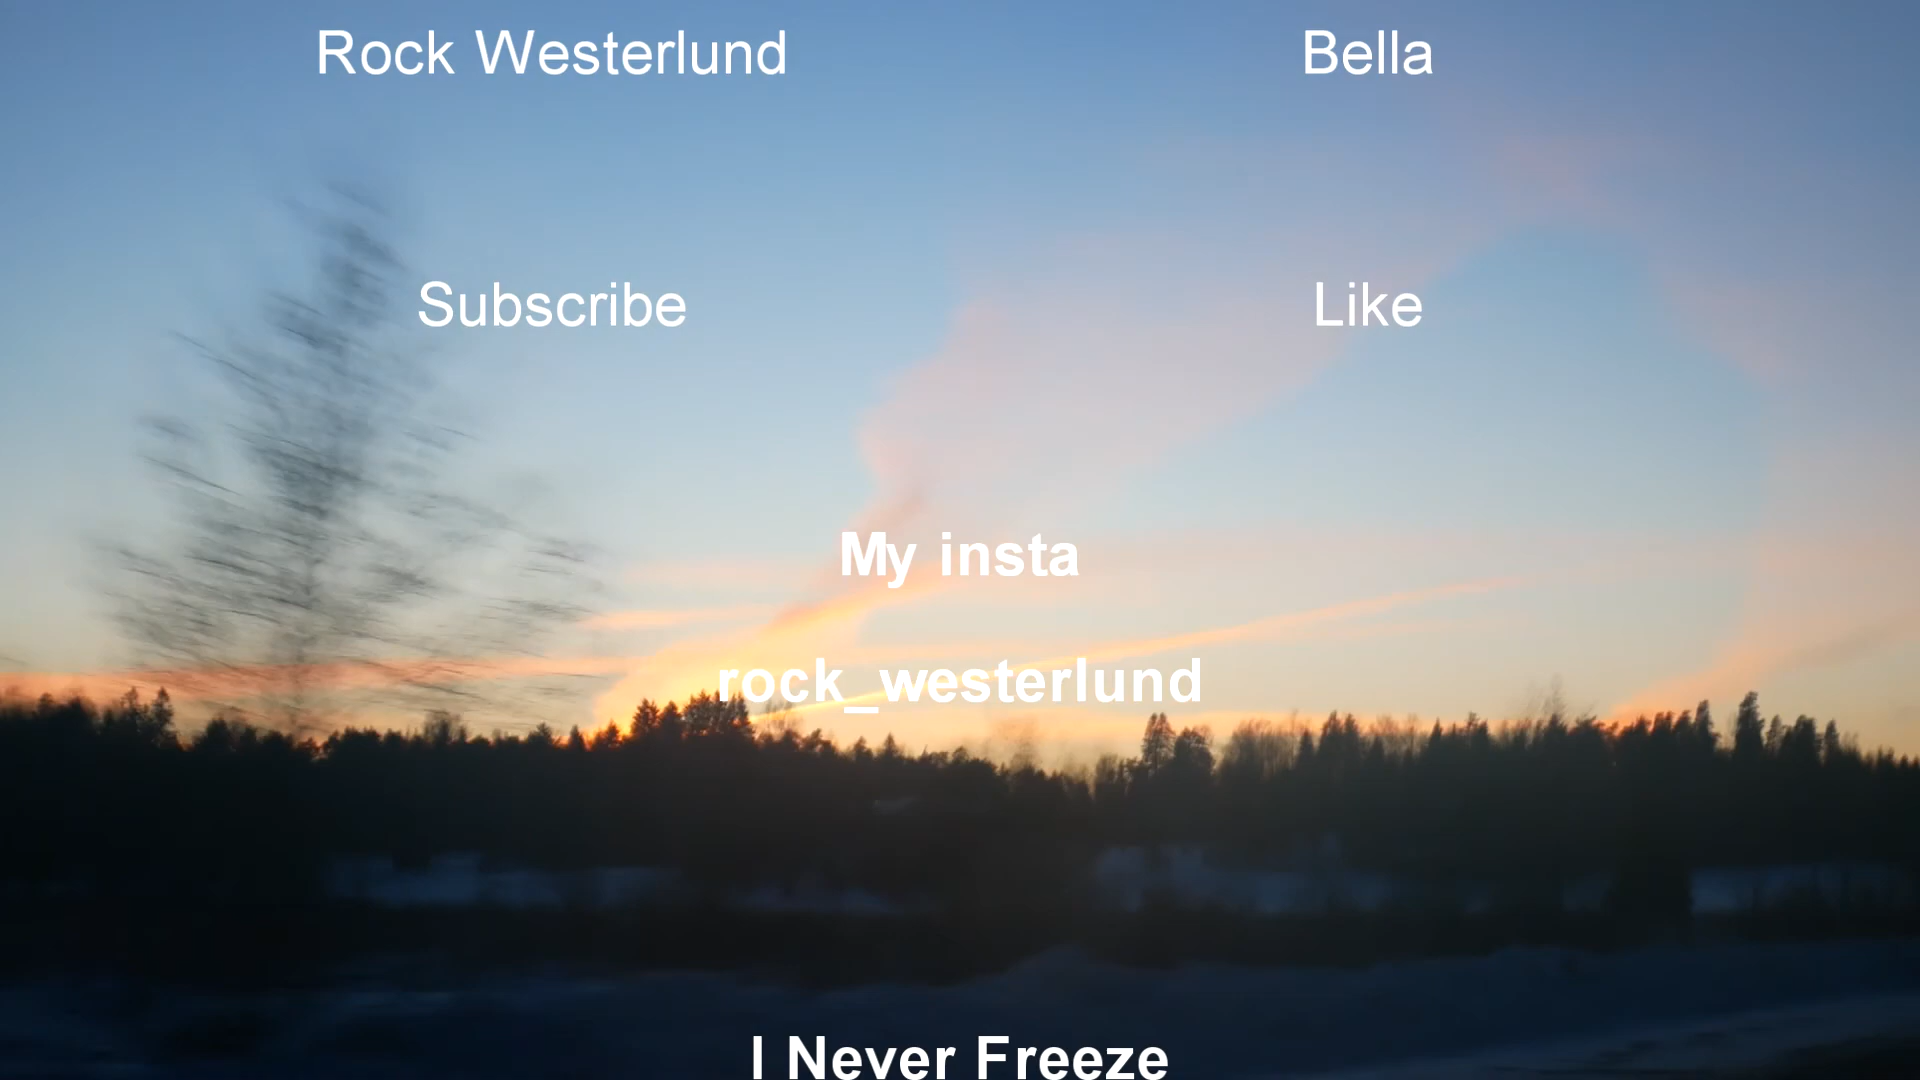 Rock Westerlund Bella
Subscribe Like
My insta
rock_westerlund
I Never Freeze